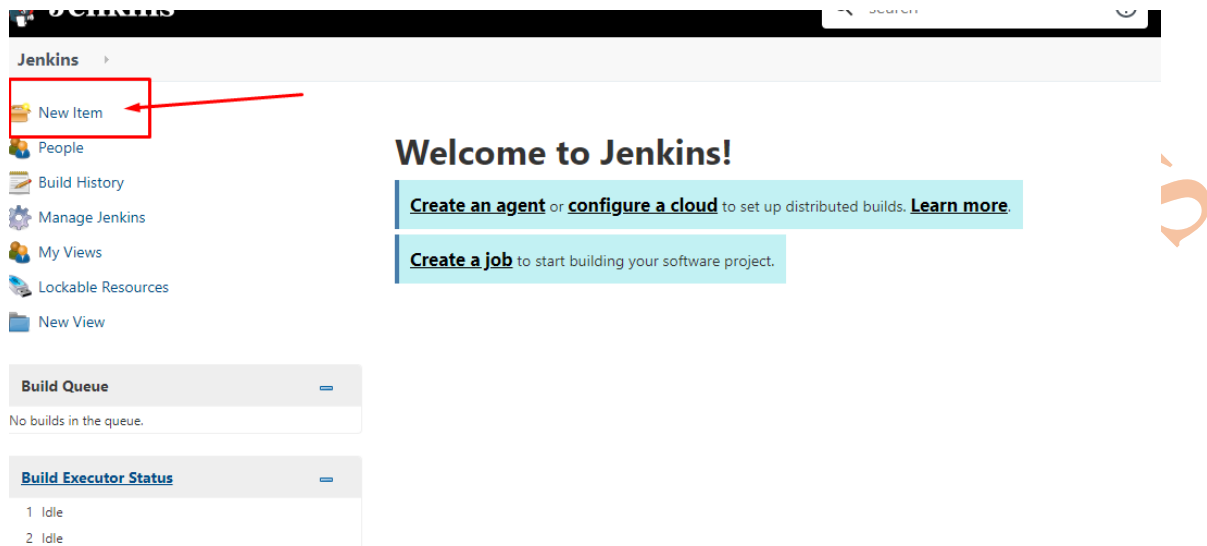 Jenkins
Search
Jenkins
New Item
People
Build History
Manage Jenkins
My Views
Lockable Resources
New View
Welcome to Jenkins!
Create an agent or configure a cloud to set up distributed builds. Learn more.
Create a job to start building your software project.
Build Queue
No builds in the queue.
Build Executor Status
1 Idle
2 Idle